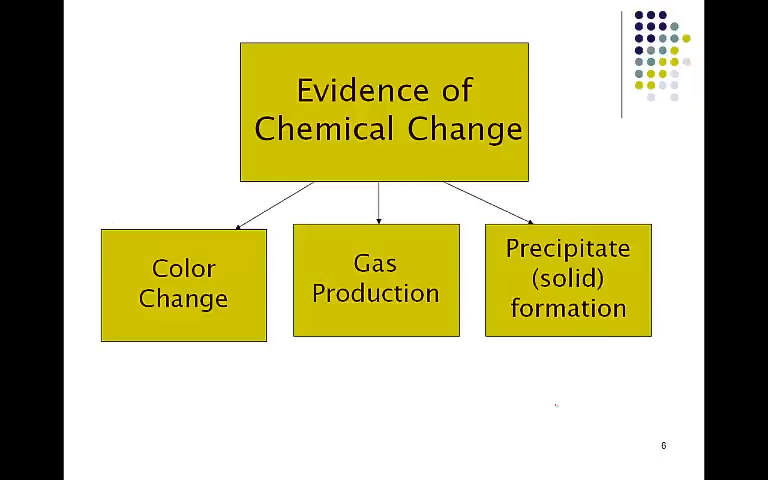 Evidence of
Chemical Change
Color
Change
Gas
Production
Precipitate
(solid)
formation
6